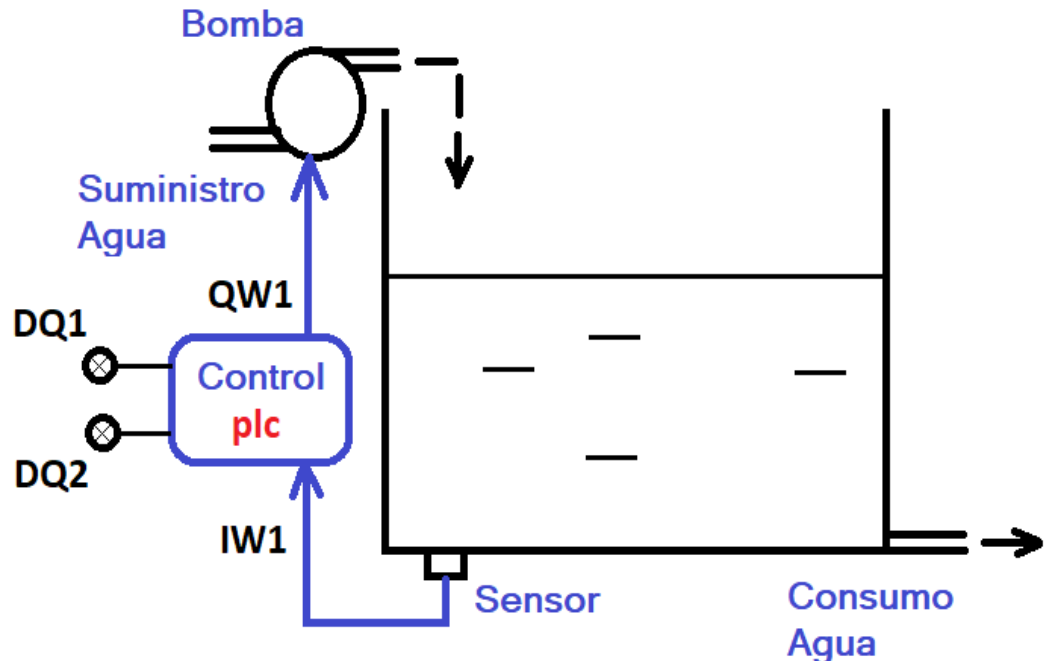 Bomba
Suministro
Agua
QW1
DQ1
Control
plc
DQ2
IW1
Sensor
Consumo
Agua